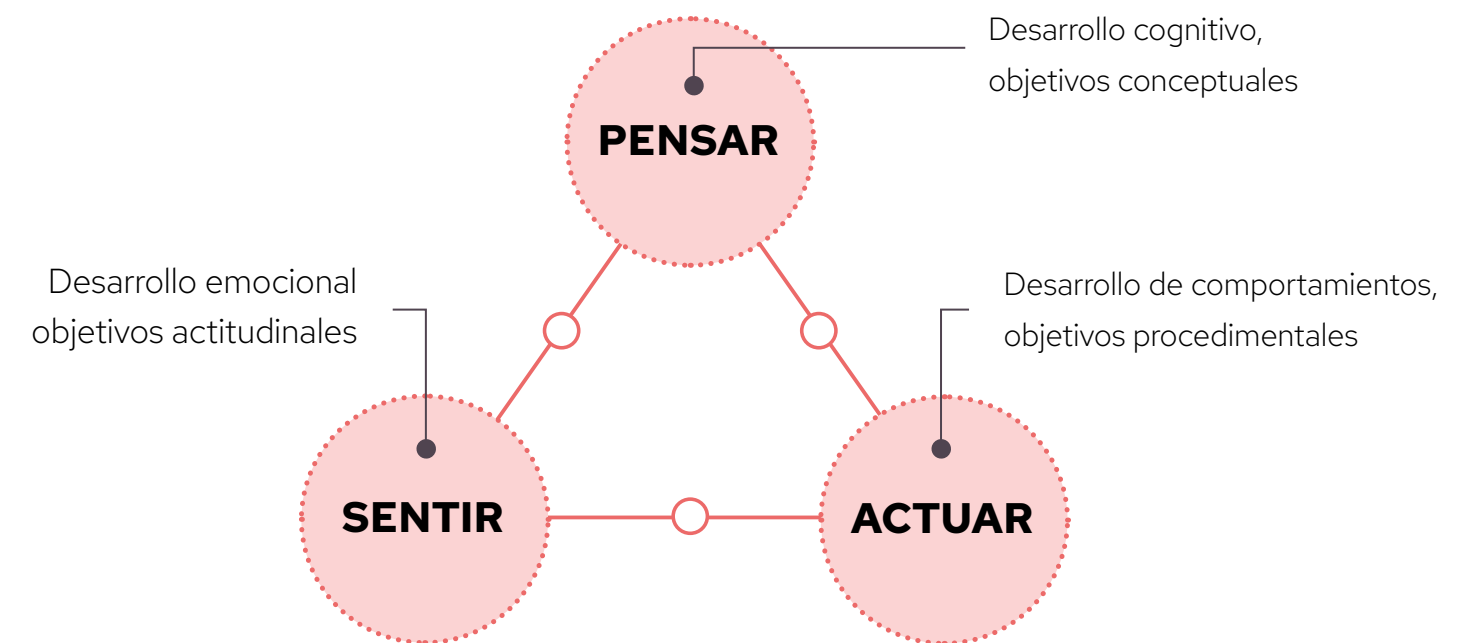 Desarrollo cognitivo,
objetivos conceptuales
PENSAR
Desarrollo emocional
objetivos actitudinales
Desarrollo de comportamientos,
objetivos procedimentales
SENTIR
ACTUAR